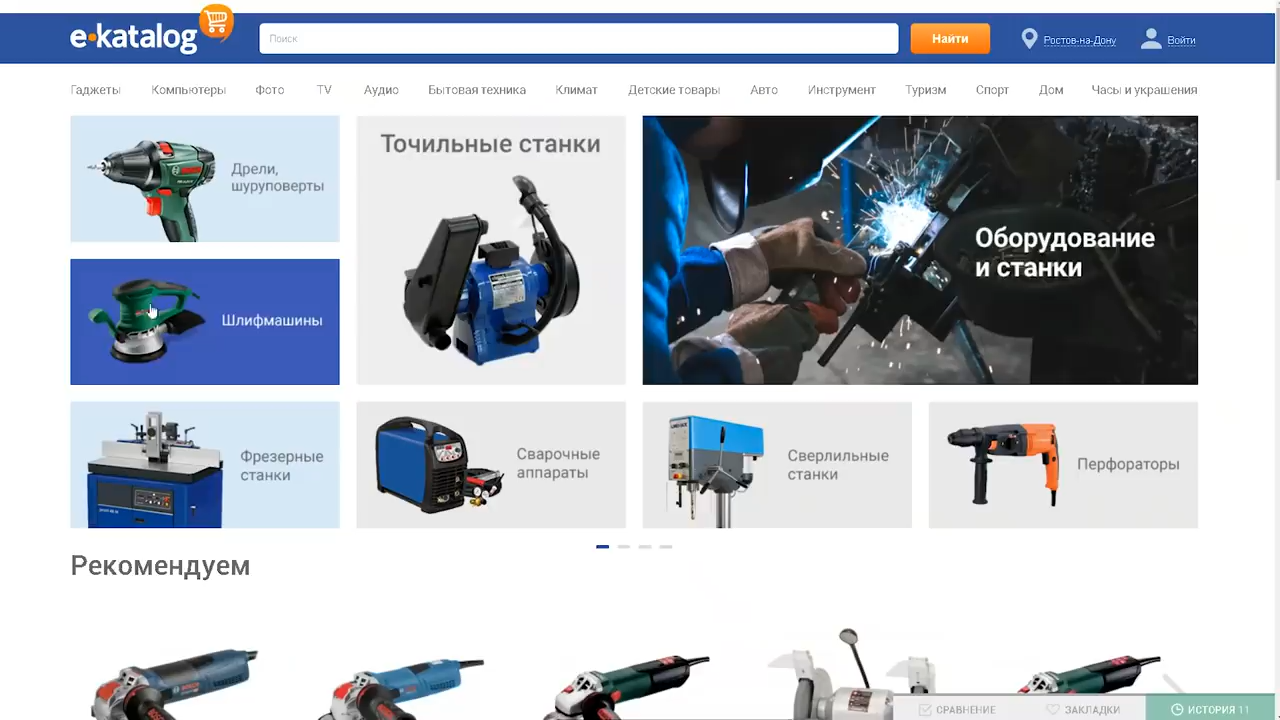 e·katalog
Поиск
Найти
Ростов-на-Дону
Войти
Гаджеты Компьютеры Фото TV Аудио Бытовая техника Климат Детские товары Авто Инструмент Туризм Спорт Дом Часы и украшения
Дрели,
шуруповерты
Точильные станки
Оборудование
и станки
Шлифмашины
Фрезерные
станки
Сварочные
аппараты
Сверлильные
станки
Перфораторы
Рекомендуем
СРАВНЕНИЕ
ЗАКЛАДКИ
ИСТОРИЯ 11